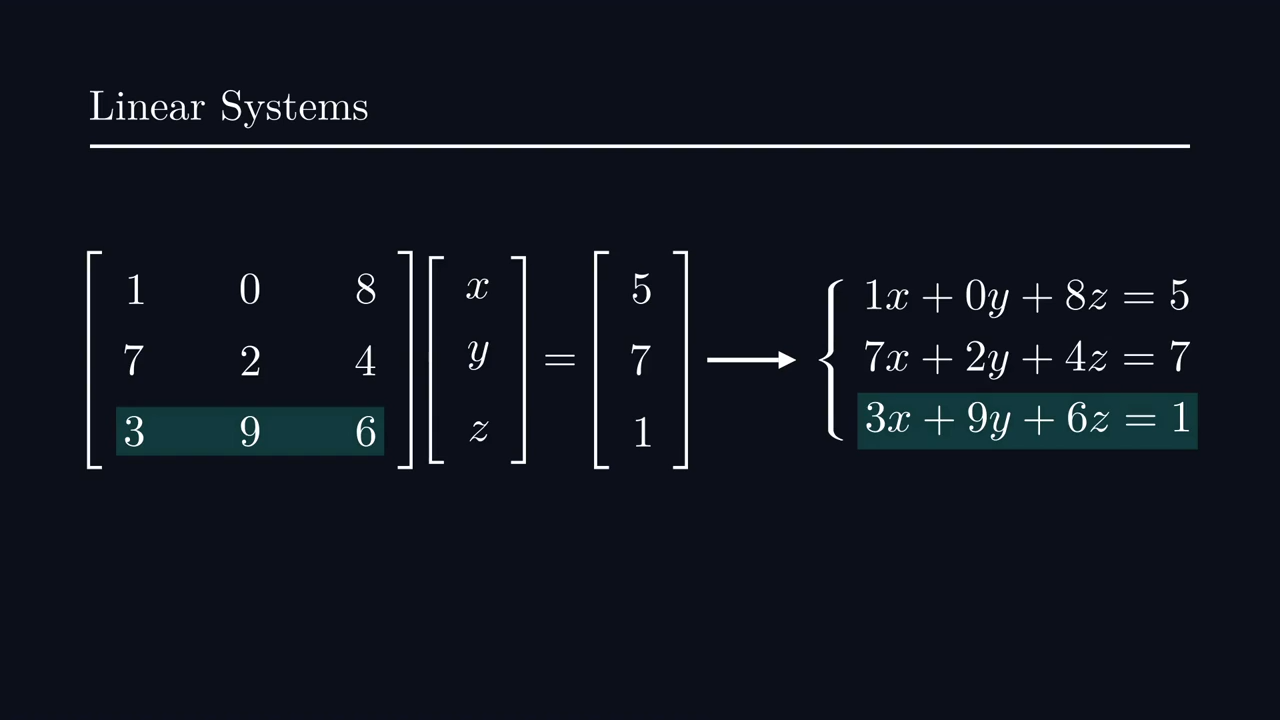 Linear Systems
1 0 8 x 5 1x + 0y + 8z = 5
7 2 4 y = 7 7x + 2y + 4z = 7
3 9 6 z 1 3x + 9y + 6z = 1